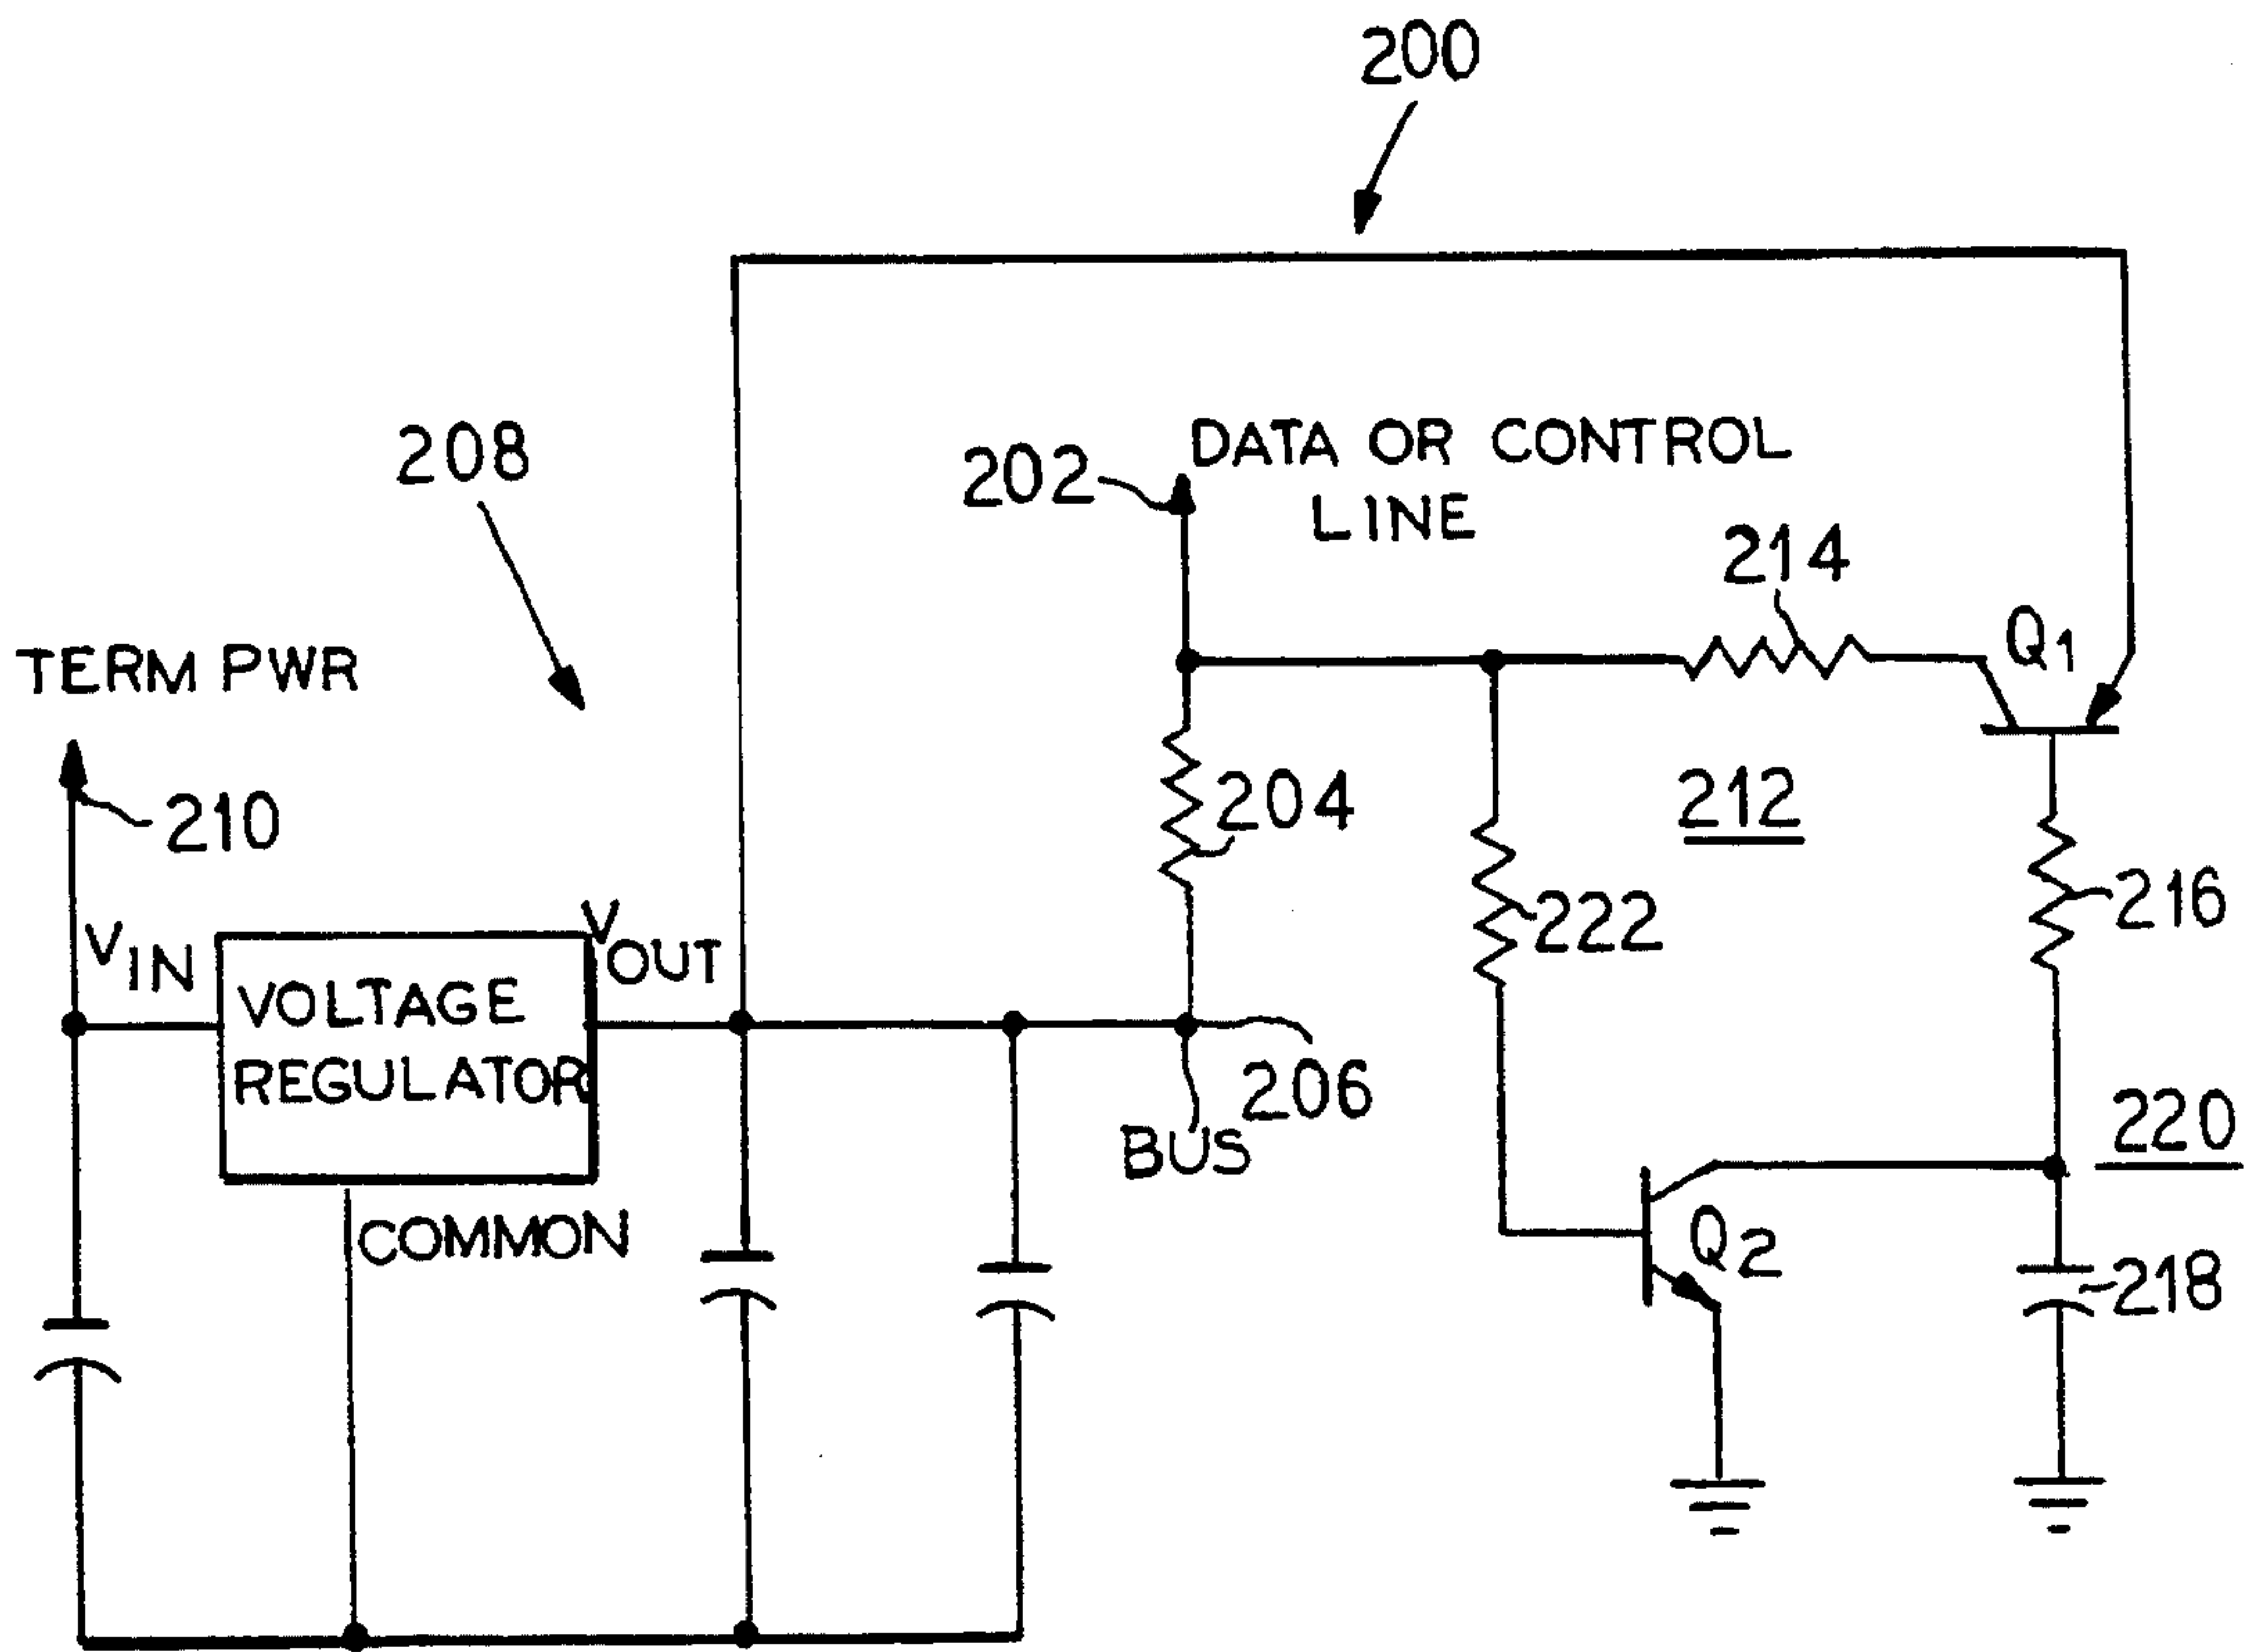 200
208
202
DATA OR CONTROL
LINE
214
Q1
TERM PWR
210
204
212
216
222
VIN
VOUT
VOLTAGE
REGULATOR
206
BUS
220
COMMON
Q2
218